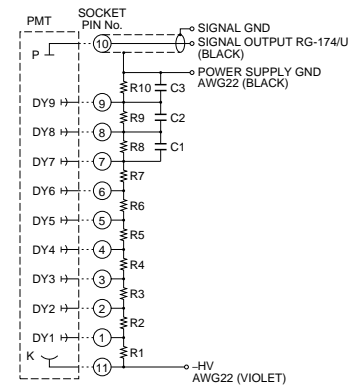 PMT
SOCKET
PIN No.
SIGNAL GND
10
SIGNAL OUTPUT RG-174/U
(BLACK)
P
POWER SUPPLY GND
AWG22 (BLACK)
R10 C3
DY9 9
R9 C2
DY8 8
R8 C1
DY7 7
R7
DY6 6
R6
DY5 5
R5
DY4 4
R4
DY3 3
R3
DY2 2
R2
DY1 1
R1
K
11
–HV
AWG22 (VIOLET)